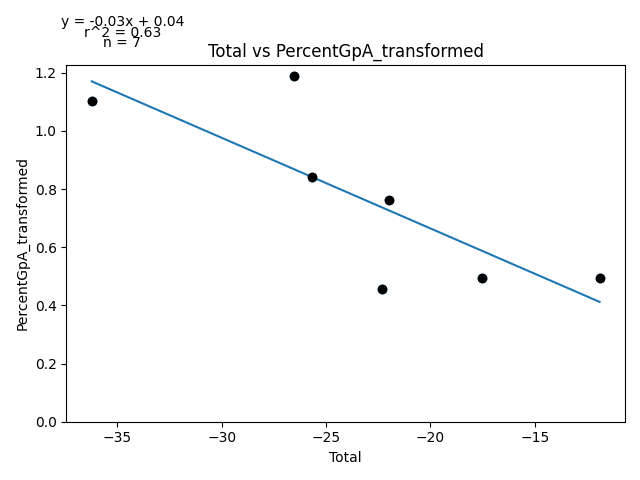 y = -0.03x + 0.04
r^2 = 0.63
n = 7
Total vs PercentGpA_transformed
1.2
1.0
0.8
0.6
0.4
0.2
0.0
PercentGpA_transformed
−35
−30
−25
−20
−15
Total